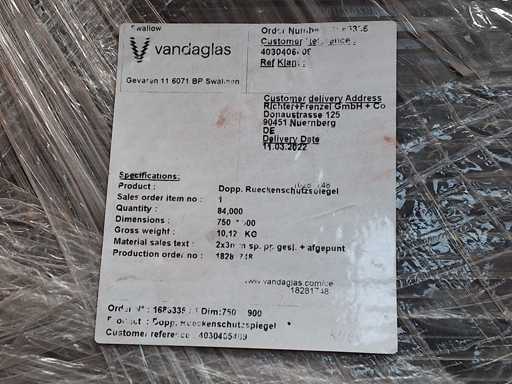 Swallow
vandaglas
Gevaren 11 6071 BP Swalmen
Order Number
Customer Reference :
Ref Klant :
Customer delivery Address
Richter+Frenzel GmbH + Co
Donaustrasse 125
90451 Nuernberg
DE
Delivery Date
11.03.2022
Specifications:
Product : Dopp. Rueckenschutzspiegel
Sales order item no : 1
Quantity : 84,000
Dimensions : 750 *
Gross weight : 10,12 KG
Material sales text : 2x3mm sp. pr. gesl. + afgepunt
Production order no :
www.vandaglas.com/de
18281748
Order N° : Dim: 750 900
Product : Dopp. Rueckenschutzspiegel
Customer reference : 4030405409